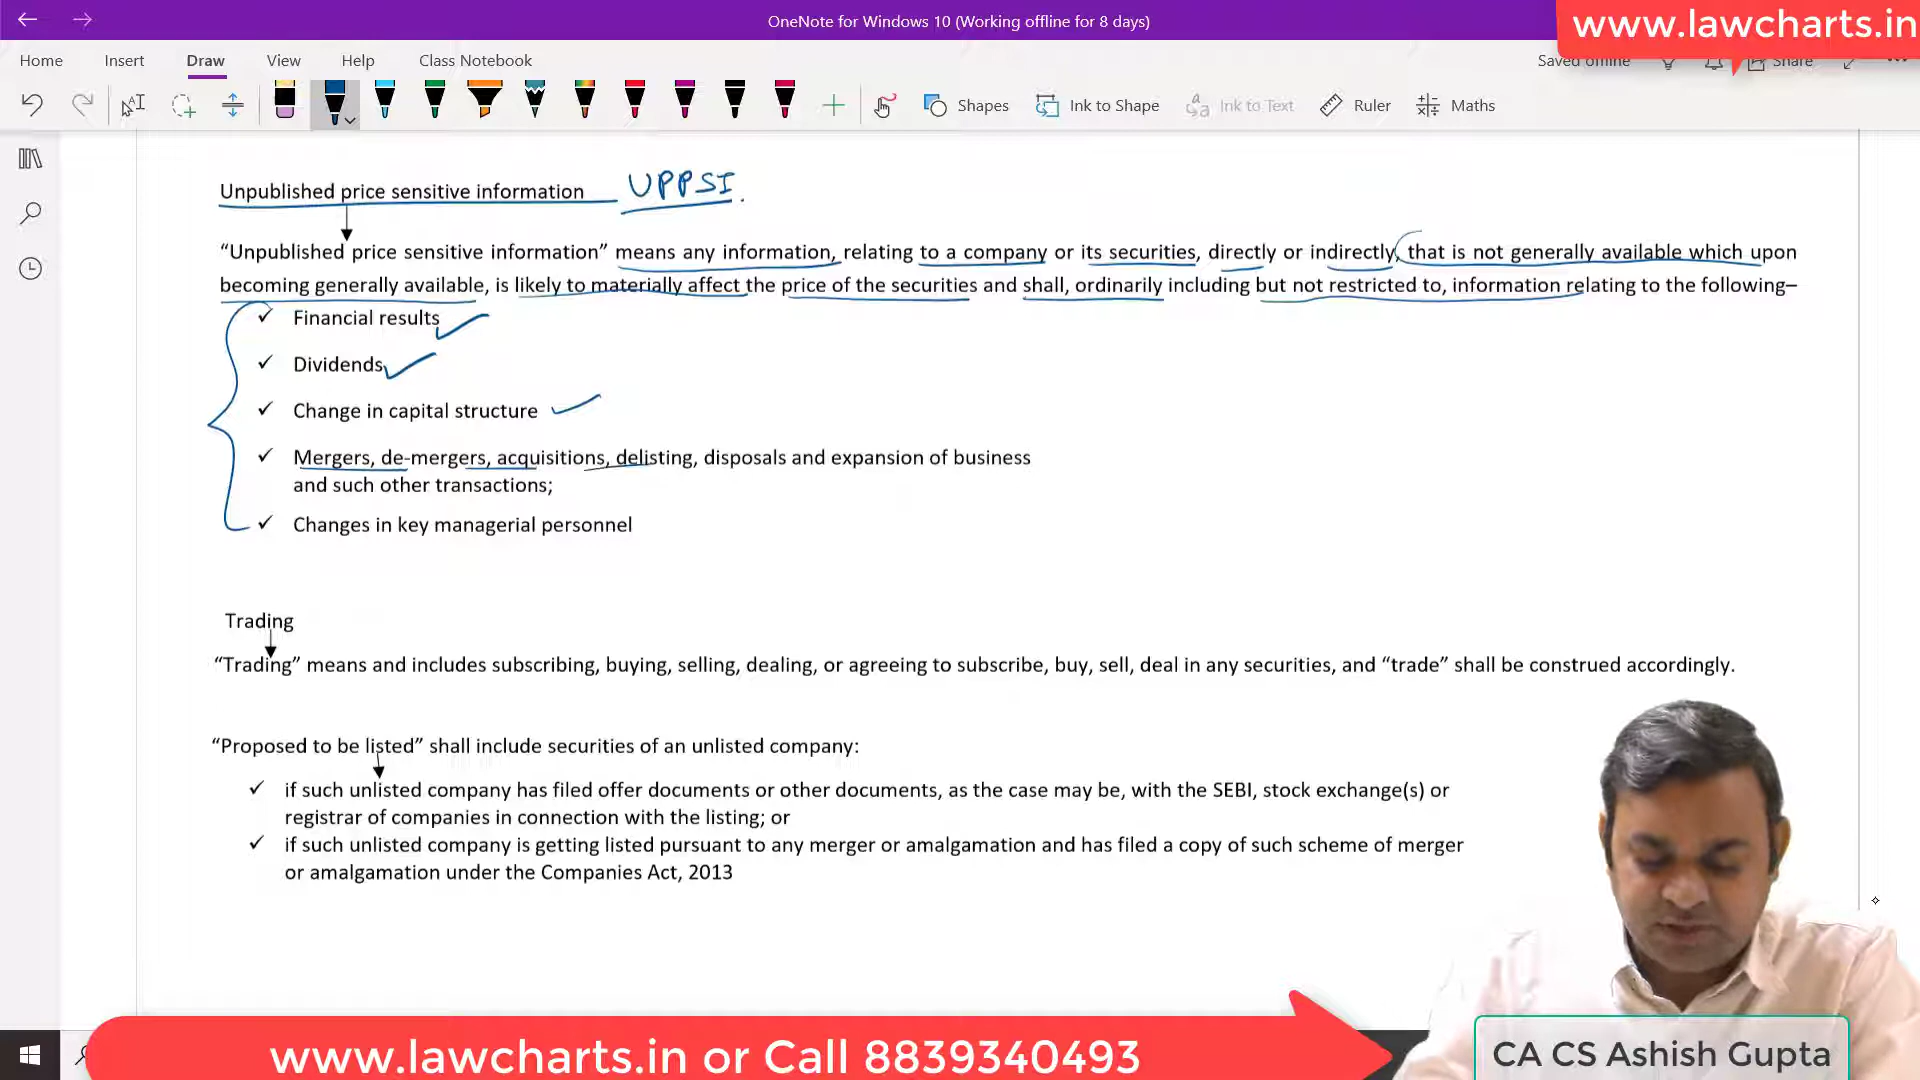 OneNote for Windows 10 (Working offline for 8 days)
www.lawcharts.in
Home Insert Draw View Help Class Notebook
Saved offline Share
Shapes Ink to Shape Ink to Text Ruler Maths
Unpublished price sensitive information UPPSI.
“Unpublished price sensitive information” means any information, relating to a company or its securities, directly or indirectly, that is not generally available which upon
becoming generally available, is likely to materially affect the price of the securities and shall, ordinarily including but not restricted to, information relating to the following–
✓ Financial results
✓ Dividends
✓ Change in capital structure
✓ Mergers, de-mergers, acquisitions, delisting, disposals and expansion of business
and such other transactions;
✓ Changes in key managerial personnel
Trading
“Trading” means and includes subscribing, buying, selling, dealing, or agreeing to subscribe, buy, sell, deal in any securities, and “trade” shall be construed accordingly.
“Proposed to be listed” shall include securities of an unlisted company:
✓ if such unlisted company has filed offer documents or other documents, as the case may be, with the SEBI, stock exchange(s) or
registrar of companies in connection with the listing; or
✓ if such unlisted company is getting listed pursuant to any merger or amalgamation and has filed a copy of such scheme of merger
or amalgamation under the Companies Act, 2013
www.lawcharts.in or Call 8839340493
CA CS Ashish Gupta